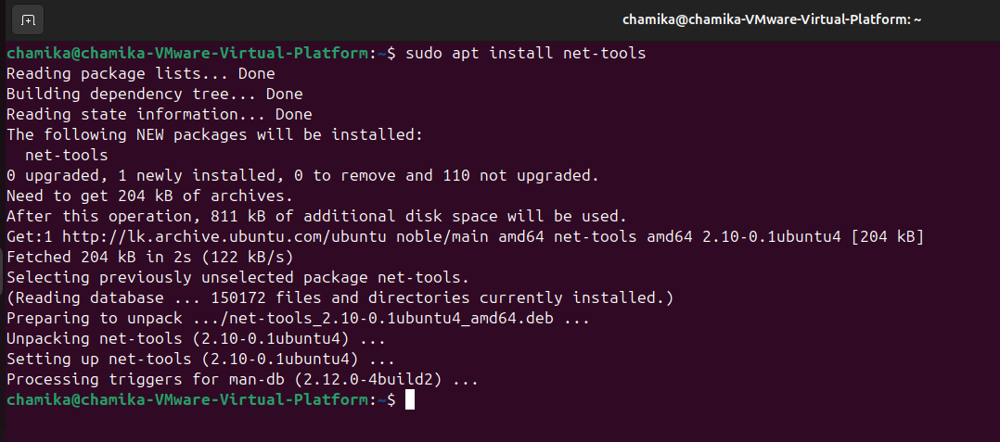 chamika@chamika-VMware-Virtual-Platform: ~
chamika@chamika-VMware-Virtual-Platform:~$ sudo apt install net-tools
Reading package lists... Done
Building dependency tree... Done
Reading state information... Done
The following NEW packages will be installed:
  net-tools
0 upgraded, 1 newly installed, 0 to remove and 110 not upgraded.
Need to get 204 kB of archives.
After this operation, 811 kB of additional disk space will be used.
Get:1 http://lk.archive.ubuntu.com/ubuntu noble/main amd64 net-tools amd64 2.10-0.1ubuntu4 [204 kB]
Fetched 204 kB in 2s (122 kB/s)
Selecting previously unselected package net-tools.
(Reading database ... 150172 files and directories currently installed.)
Preparing to unpack .../net-tools_2.10-0.1ubuntu4_amd64.deb ...
Unpacking net-tools (2.10-0.1ubuntu4) ...
Setting up net-tools (2.10-0.1ubuntu4) ...
Processing triggers for man-db (2.12.0-4build2) ...
chamika@chamika-VMware-Virtual-Platform:~$